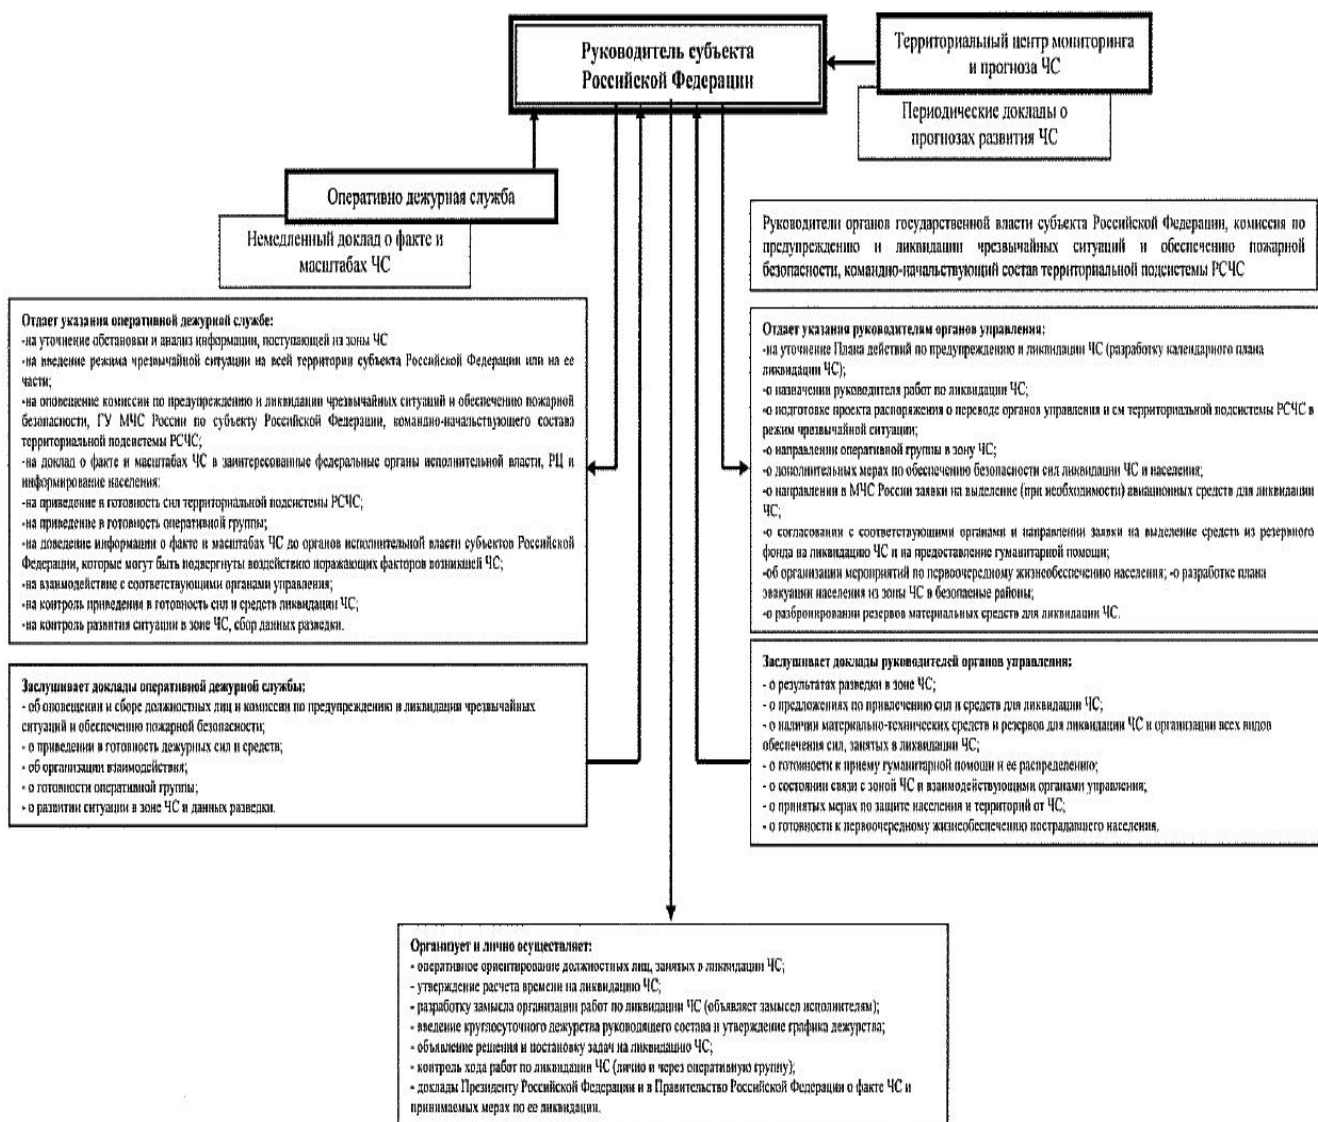 Руководитель субъекта
Российской Федерации
Территориальный центр мониторинга
и прогноза ЧС
Периодические доклады о
прогнозах развития ЧС
Оперативно дежурная служба
Немедленный доклад о факте и
масштабах ЧС
Руководители органов государственной власти субъекта Российской Федерации, комиссия по
предупреждению и ликвидации чрезвычайных ситуаций и обеспечению пожарной
безопасности, командно-начальствующий состав территориальной подсистемы РСЧС
Отдает указания оперативной дежурной службе:
-на уточнение обстановки и анализ информации, поступающей из зоны ЧС
-на введение режима чрезвычайной ситуации на всей территории субъекта Российской Федерации или на ее
части;
-на оповещение комиссии по предупреждению и ликвидации чрезвычайных ситуаций и обеспечению пожарной
безопасности, ГУ МЧС России по субъекту Российской Федерации, командно-начальствующего состава
территориальной подсистемы РСЧС;
-на доклад о факте и масштабах ЧС в заинтересованные федеральные органы исполнительной власти, РЦ и
информирование населения:
-на приведение в готовность сил территориальной подсистемы РСЧС;
-на приведение в готовность оперативной группы;
-на доведение информации о факте и масштабах ЧС до органов исполнительной власти субъектов Российской
Федерации, которые могут быть подвергнуты воздействию поражающих факторов возникшей ЧС;
-на взаимодействие с соответствующими органами управления;
-на контроль приведения в готовность сил и средств ликвидации ЧС;
-на контроль развития ситуации в зоне ЧС, сбор данных разведки.
Отдает указания руководителям органов управления:
-на уточнение Плана действий по предупреждению и ликвидации ЧС (разработку календарного плана
ликвидации ЧС);
-о назначении руководителя работ по ликвидации ЧС;
-о подготовке проекта распоряжения о переводе органов управления и см территориальной подсистемы РСЧС в
режим чрезвычайной ситуации;
-о направлении оперативной группы в зону ЧС;
-о дополнительных мерах по обеспечению безопасности сил ликвидации ЧС и населения;
-о направлении в МЧС России заявки на выделение (при необходимости) авиационных средств для ликвидации
ЧС;
-о согласовании с соответствующими органами и направлении заявки на выделение средств из резервного
фонда на ликвидацию ЧС и на предоставление гуманитарной помощи;
-об организации мероприятий по первоочередному жизнеобеспечению населения; -о разработке плана
эвакуации населения из зоны ЧС в безопасные районы;
-о разбронировании резервов материальных средств для ликвидации ЧС.
Заслушивает доклады оперативной дежурной службы:
- об оповещении и сборе должностных лиц и комиссии по предупреждению и ликвидации чрезвычайных
ситуаций и обеспечению пожарной безопасности;
- о приведении в готовность дежурных сил и средств;
- об организации взаимодействия;
- о готовности оперативной группы;
- о развитии ситуации в зоне ЧС и данных разведки.
Заслушивает доклады руководителей органов управления:
- о результатах разведки в зоне ЧС;
- о предложениях по привлечению сил и средств для ликвидации ЧС;
- о наличии материально-технических средств и резервов для ликвидации ЧС и организации всех видов
обеспечения сил, занятых в ликвидации ЧС;
- о готовности к приему гуманитарной помощи и ее распределению;
- о состоянии связи с зоной ЧС и взаимодействующими органами управления;
- о принятых мерах по защите населения и территорий от ЧС;
- о готовности к первоочередному жизнеобеспечению пострадавшего населения.
Организует и лично осуществляет:
- оперативное ориентирование должностных лиц, занятых в ликвидации ЧС;
- утверждение расчета времени на ликвидацию ЧС;
- разработку замысла организации работ по ликвидации ЧС (объявляет замысел исполнителям);
- введение круглосуточного дежурства руководящего состава и утверждение графика дежурства;
- объявление решения и постановку задач на ликвидацию ЧС;
- контроль хода работ по ликвидации ЧС (лично и через оперативную группу);
- доклады Президенту Российской Федерации и в Правительство Российской Федерации о факте ЧС и
принимаемых мерах по ее ликвидации.